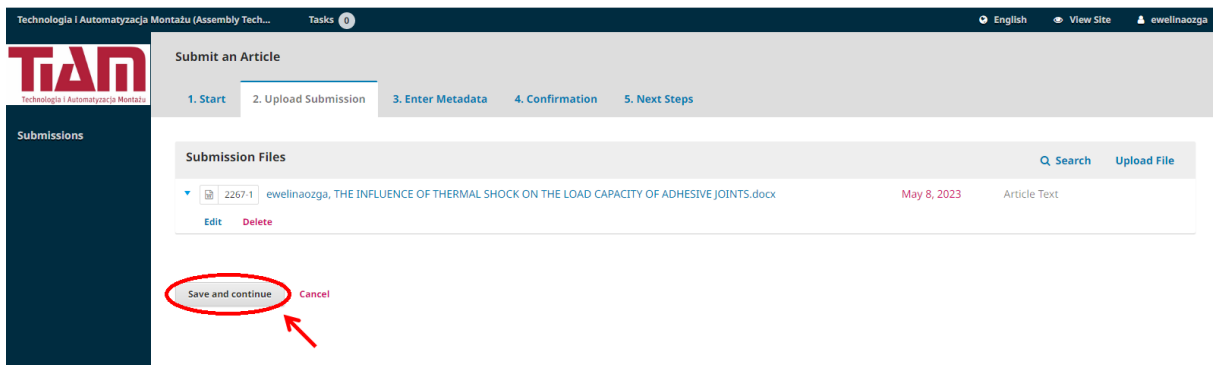 Technologia i Automatyzacja Montażu (Assembly Tech... Tasks 0 English View Site ewelinaozga
TiAM
Technologia i Automatyzacja Montażu
Submissions
Submit an Article
1. Start 2. Upload Submission 3. Enter Metadata 4. Confirmation 5. Next Steps
Submission Files Search Upload File
2267-1 ewelinaozga, THE INFLUENCE OF THERMAL SHOCK ON THE LOAD CAPACITY OF ADHESIVE JOINTS.docx May 8, 2023 Article Text
Edit Delete
Save and continue Cancel